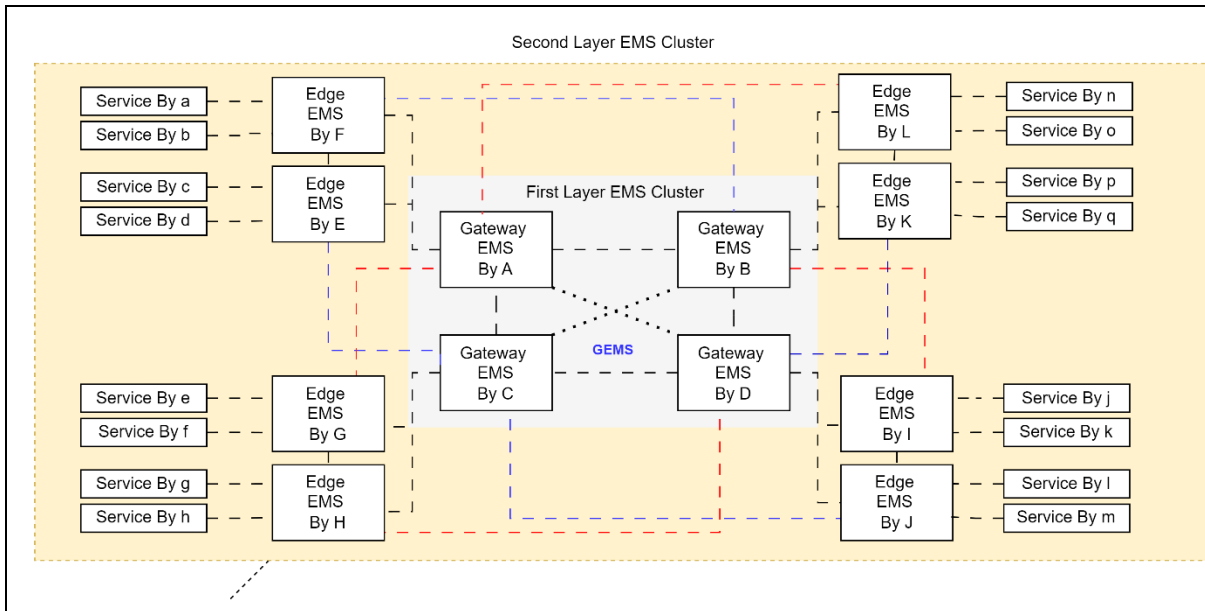 Second Layer EMS Cluster
Service By a
Service By b
Service By c
Service By d
Edge
EMS
By F
Edge
EMS
By E
Edge
EMS
By L
Edge
EMS
By K
Service By n
Service By o
Service By p
Service By q
First Layer EMS Cluster
Gateway
EMS
By A
Gateway
EMS
By B
Gateway
EMS
By C
GEMS
Gateway
EMS
By D
Service By e
Service By f
Service By g
Service By h
Edge
EMS
By G
Edge
EMS
By H
Edge
EMS
By I
Edge
EMS
By J
Service By j
Service By k
Service By l
Service By m